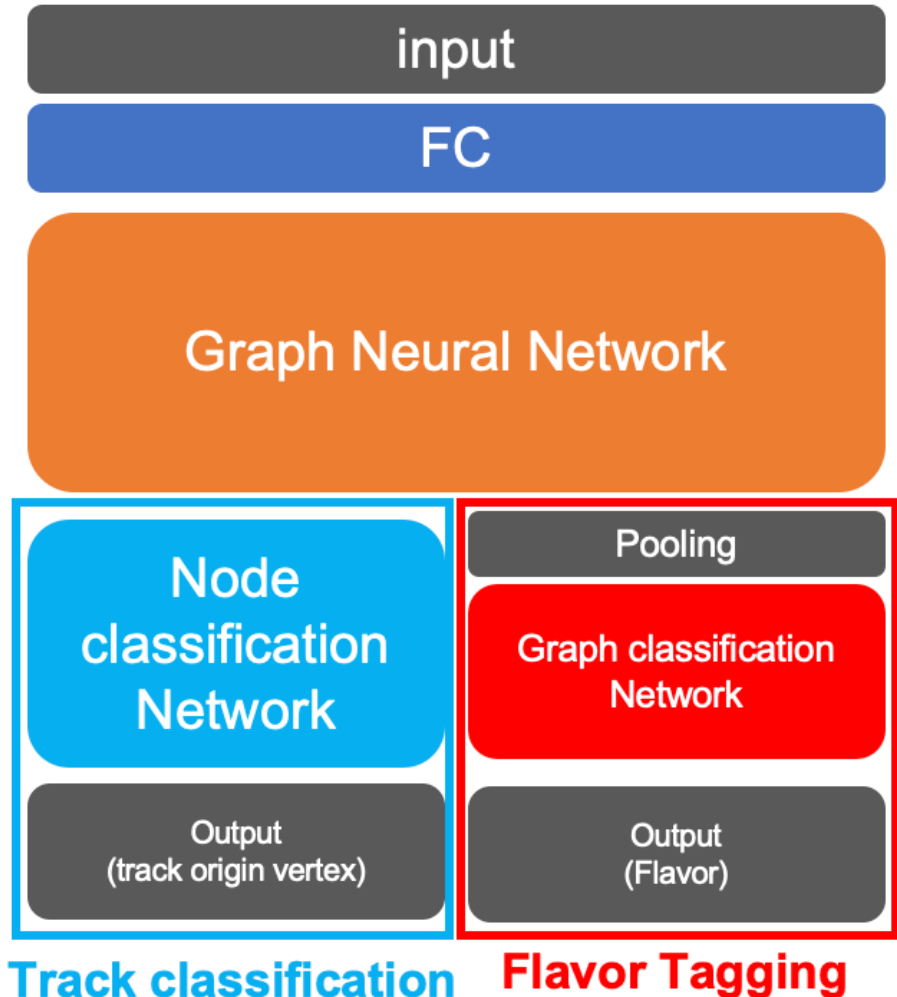 input
FC
Graph Neural Network
Node
classification
Network
Output
(track origin vertex)
Track classification
Pooling
Graph classification
Network
Output
(Flavor)
Flavor Tagging